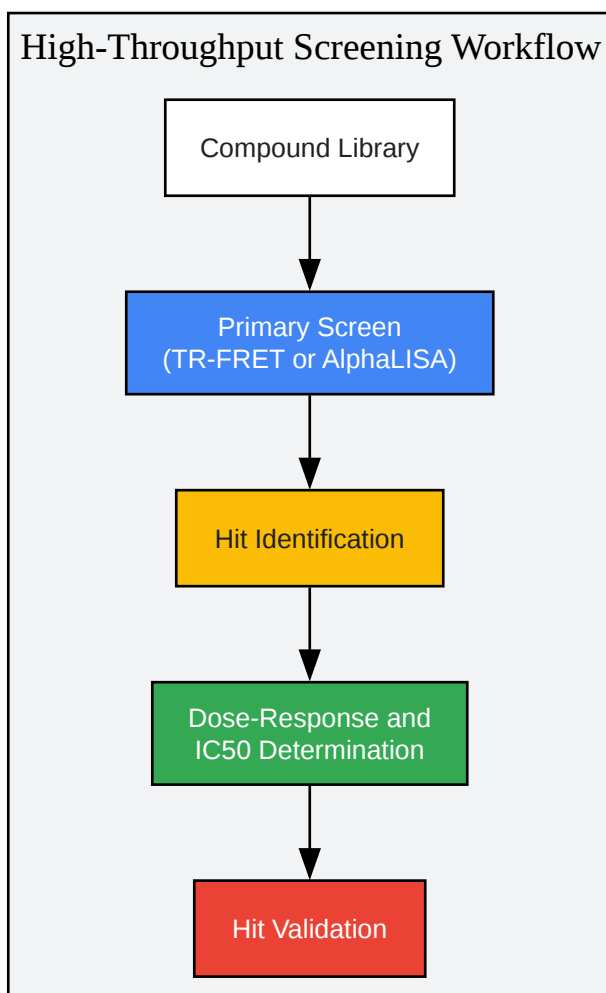 High-Throughput Screening Workflow
Compound Library
Primary Screen
(TR-FRET or AlphaLISA)
Hit Identification
Dose-Response and
IC50 Determination
Hit Validation